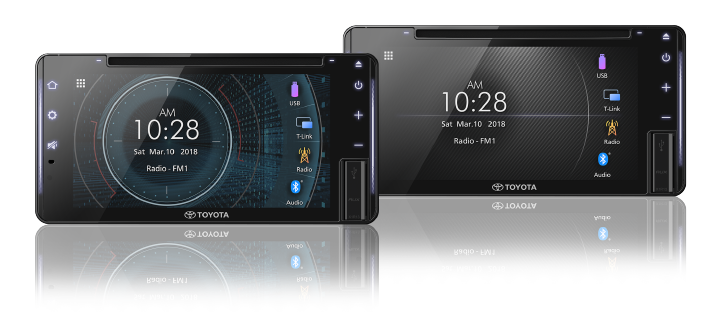 AM
10:28
Sat Mar.10 2018
Radio - FM1
USB
T-Link
Radio
Audio
TOYOTA
AM
10:28
Sat Mar.10 2018
Radio - FM1
USB
T-Link
Radio
Audio
TOYOTA